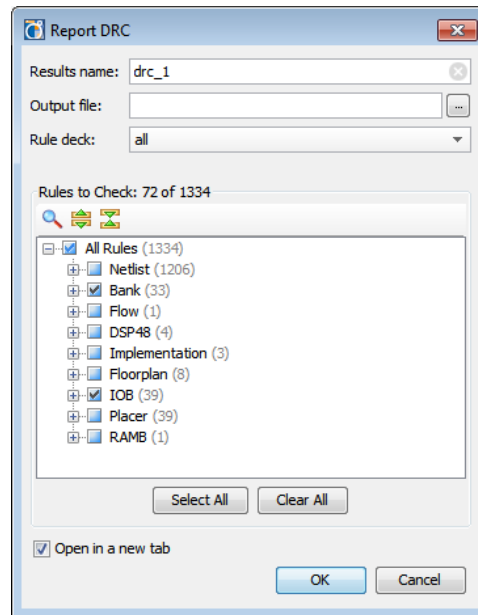 Report DRC
Results name: drc_1
Output file: ...
Rule deck: all
Rules to Check: 72 of 1334
All Rules (1334)
Netlist (1206)
Bank (33)
Flow (1)
DSP48 (4)
Implementation (3)
Floorplan (8)
IOB (39)
Placer (39)
RAMB (1)
Select All Clear All
Open in a new tab
OK Cancel